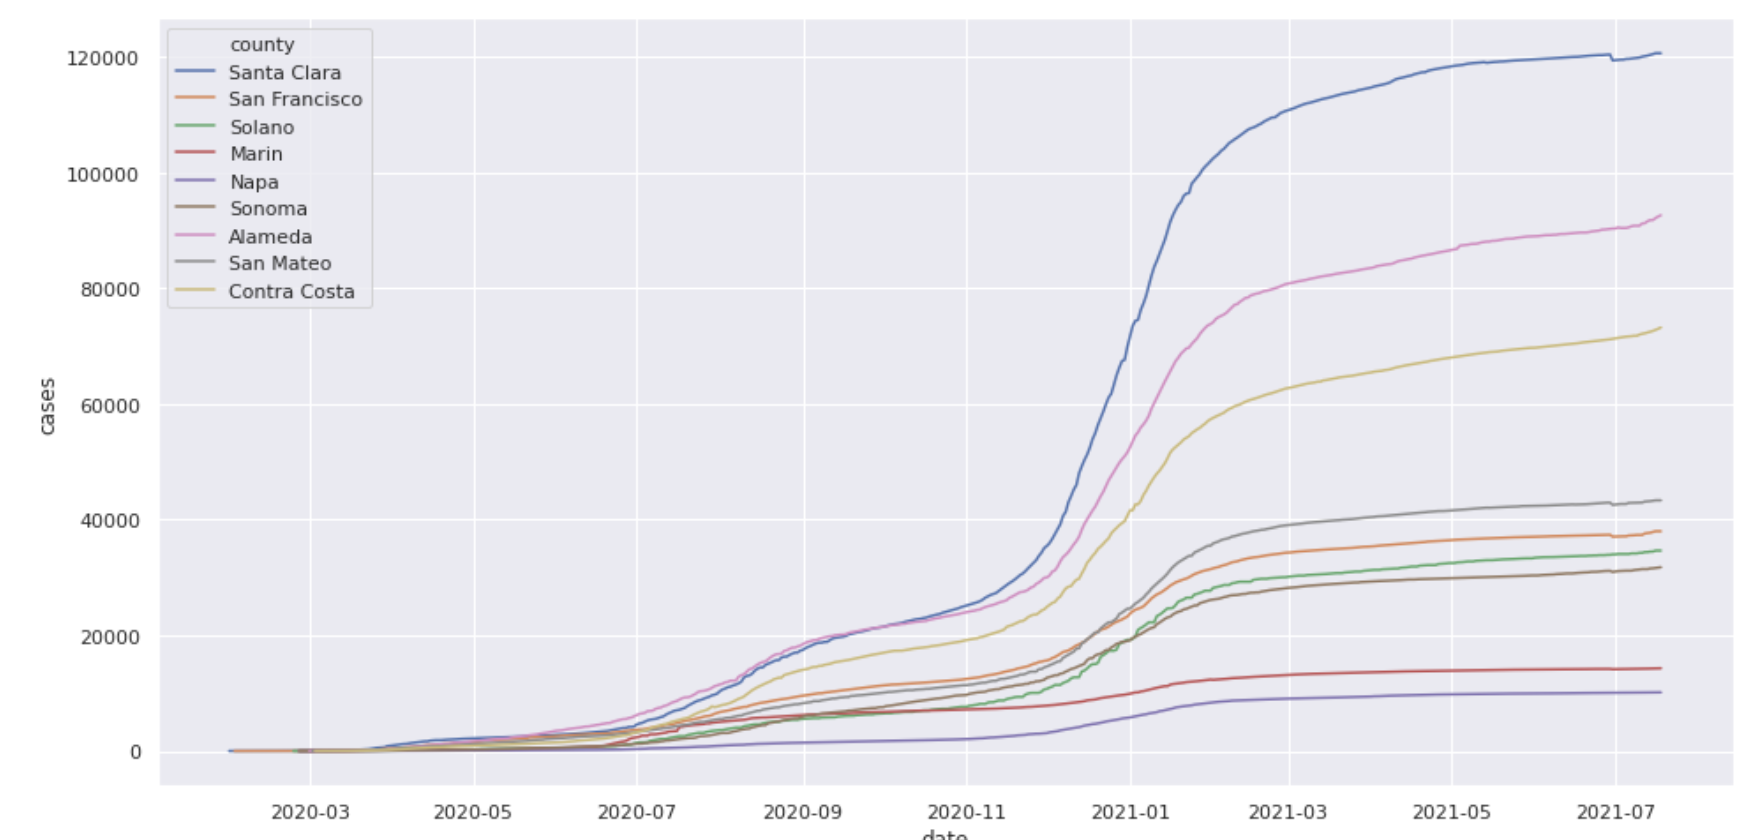 county
Santa Clara
San Francisco
Solano
Marin
Napa
Sonoma
Alameda
San Mateo
Contra Costa
120000
100000
80000
60000
40000
20000
0
cases
2020-03 2020-05 2020-07 2020-09 2020-11 2021-01 2021-03 2021-05 2021-07
date